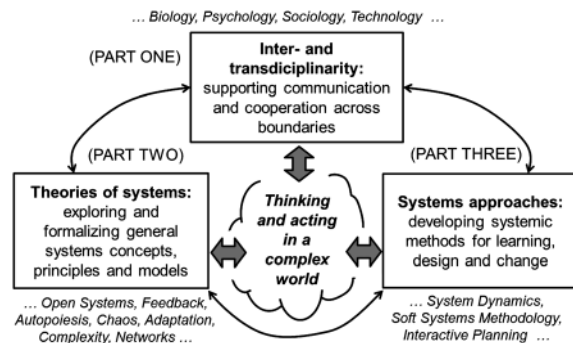 ... Biology, Psychology, Sociology, Technology ...
(PART ONE)
Inter- and
transdiciplinarity:
supporting communication
and cooperation across
boundaries
(PART TWO)
(PART THREE)
Theories of systems:
exploring and
formalizing general
systems concepts,
principles and models
Thinking
and acting
in a
complex
world
Systems approaches:
developing systemic
methods for learning,
design and change
... Open Systems, Feedback,
Autopoiesis, Chaos, Adaptation,
Complexity, Networks ...
... System Dynamics,
Soft Systems Methodology,
Interactive Planning ...